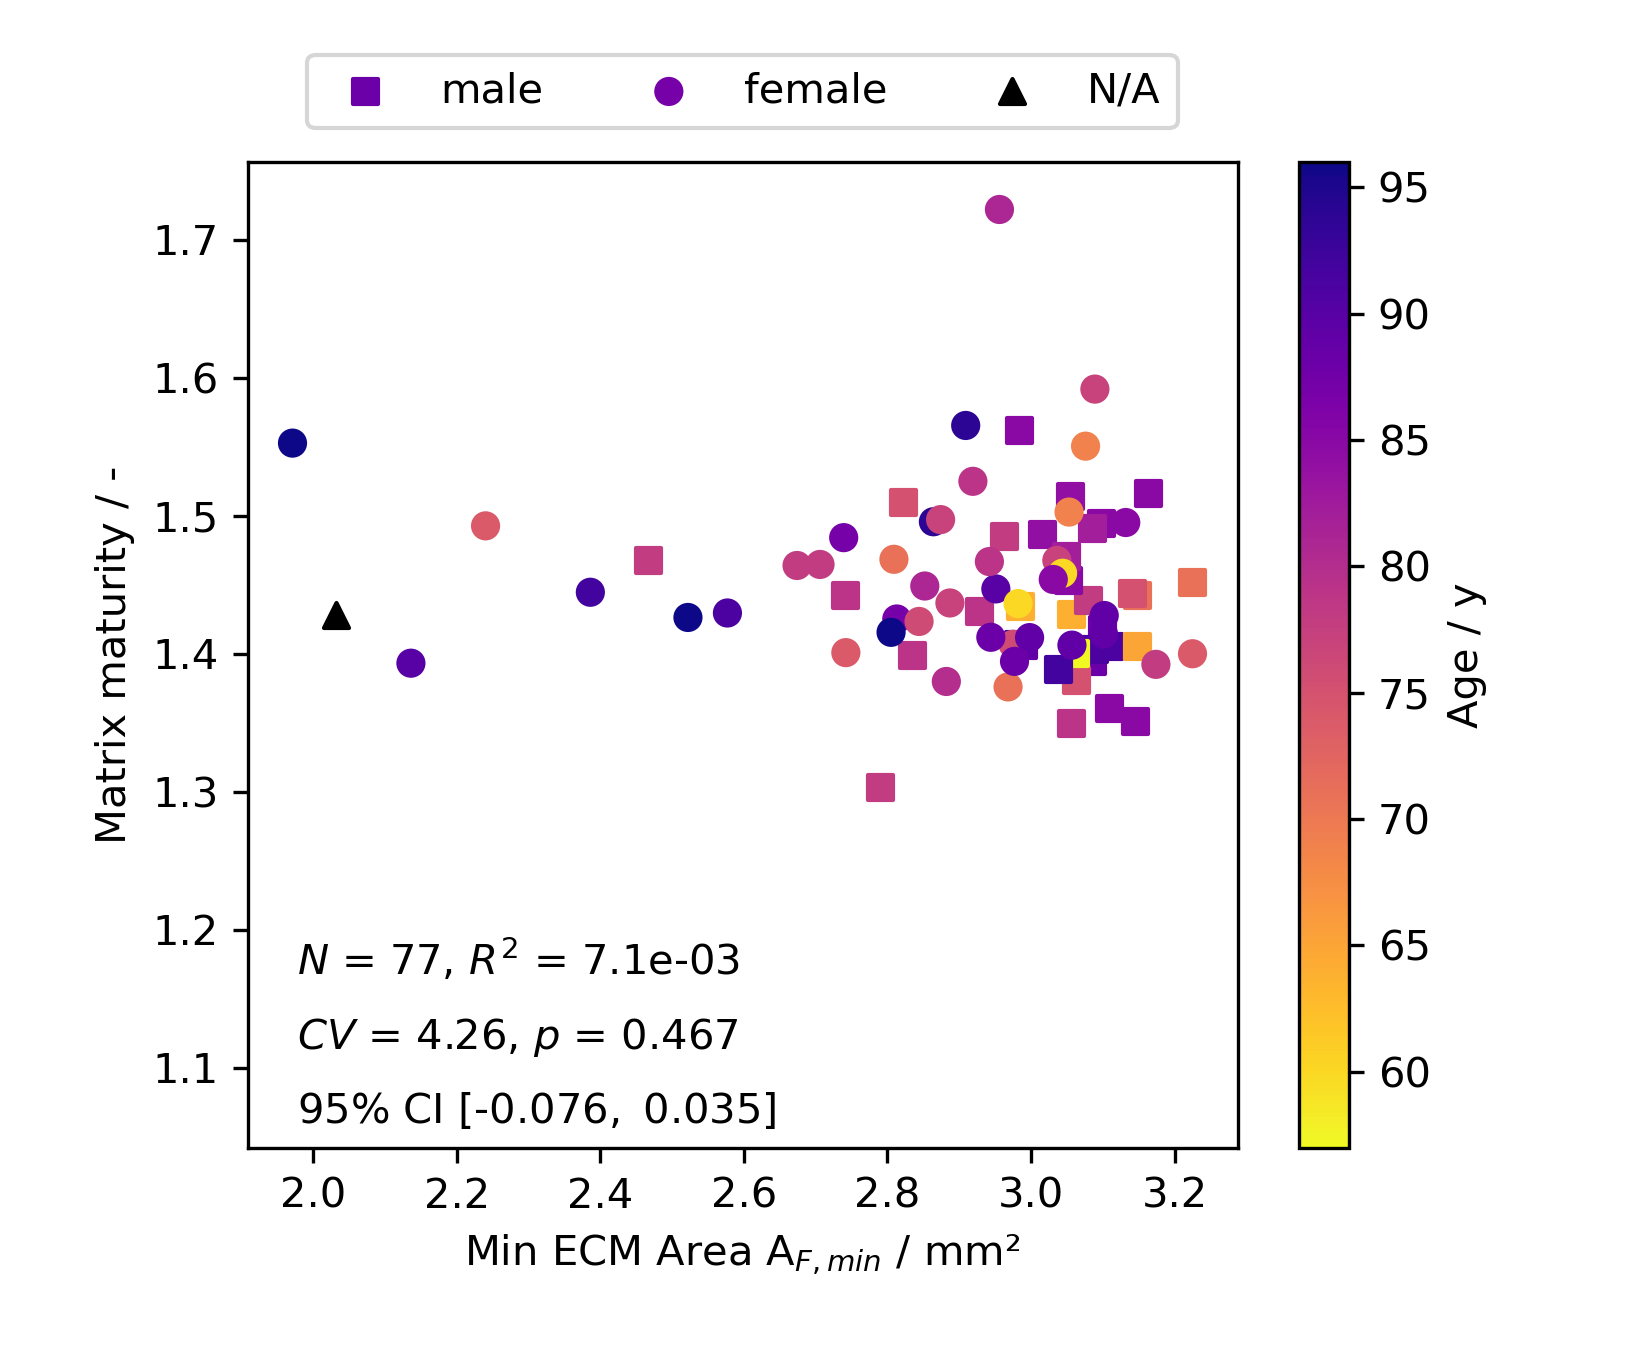 male female N/A
1.7
1.6
1.5
1.4
1.3
1.2
1.1
Matrix maturity / -
N = 77, R² = 7.1e-03
CV = 4.26, p = 0.467
95% CI [-0.076, 0.035]
2.0 2.2 2.4 2.6 2.8 3.0 3.2
Min ECM Area A_{F,min} / mm²
95
90
85
80
75
70
65
60
Age / y